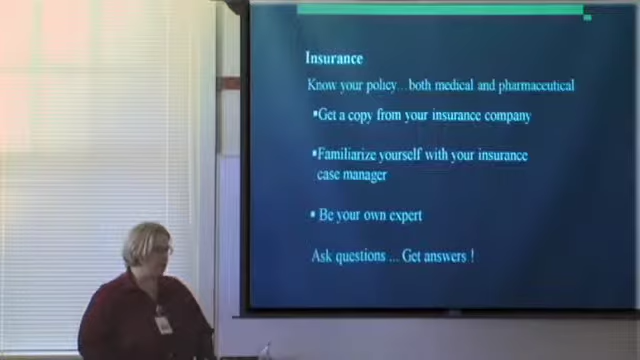 Insurance
Know your policy...both medical and pharmaceutical
▪Get a copy from your insurance company
▪Familiarize yourself with your insurance
case manager
▪ Be your own expert
Ask questions ... Get answers !